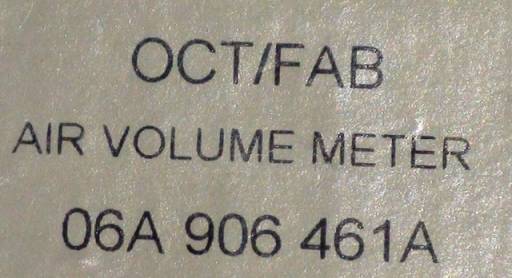 OCT/FAB
AIR VOLUME METER
06A 906 461A